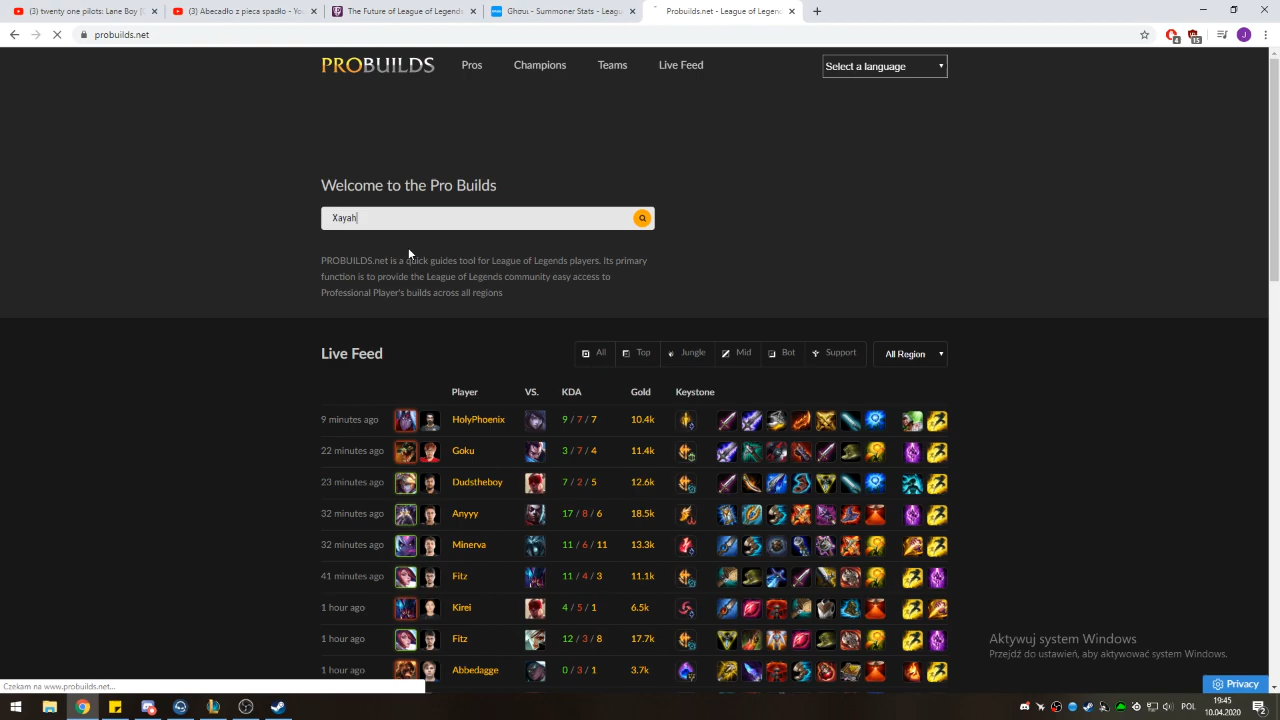 (3) twenty one pilots: Lane Boy [
(3) Abecadło z pieca spadło - Yo
The Future of League of Legends
Ghoul - Summoner Stats - Leagu
Probuilds.net - League of Legend
probuilds.net
4
15
J
PROBUILDS
Pros
Champions
Teams
Live Feed
Select a language
Welcome to the Pro Builds
Xayah
PROBUILDS.net is a quick guides tool for League of Legends players. Its primary
function is to provide the League of Legends community easy access to
Professional Player's builds across all regions
Live Feed
All
Top
Jungle
Mid
Bot
Support
All Region
Player VS. KDA Gold Keystone
9 minutes ago HolyPhoenix 9 / 7 / 7 10.4k
22 minutes ago Goku 3 / 7 / 4 11.4k
23 minutes ago Dudstheboy 7 / 2 / 5 12.6k
32 minutes ago Anyyy 17 / 8 / 6 18.5k
32 minutes ago Minerva 11 / 6 / 11 13.3k
41 minutes ago Fitz 11 / 4 / 3 11.1k
1 hour ago Kirei 4 / 5 / 1 6.5k
1 hour ago Fitz 12 / 3 / 8 17.7k
1 hour ago Abbedagge 0 / 3 / 1 3.7k
Aktywuj system Windows
Przejdź do ustawień, aby aktywować system Windows.
Czekam na www.probuilds.net...
Privacy
POL
19:45
10.04.2020
2